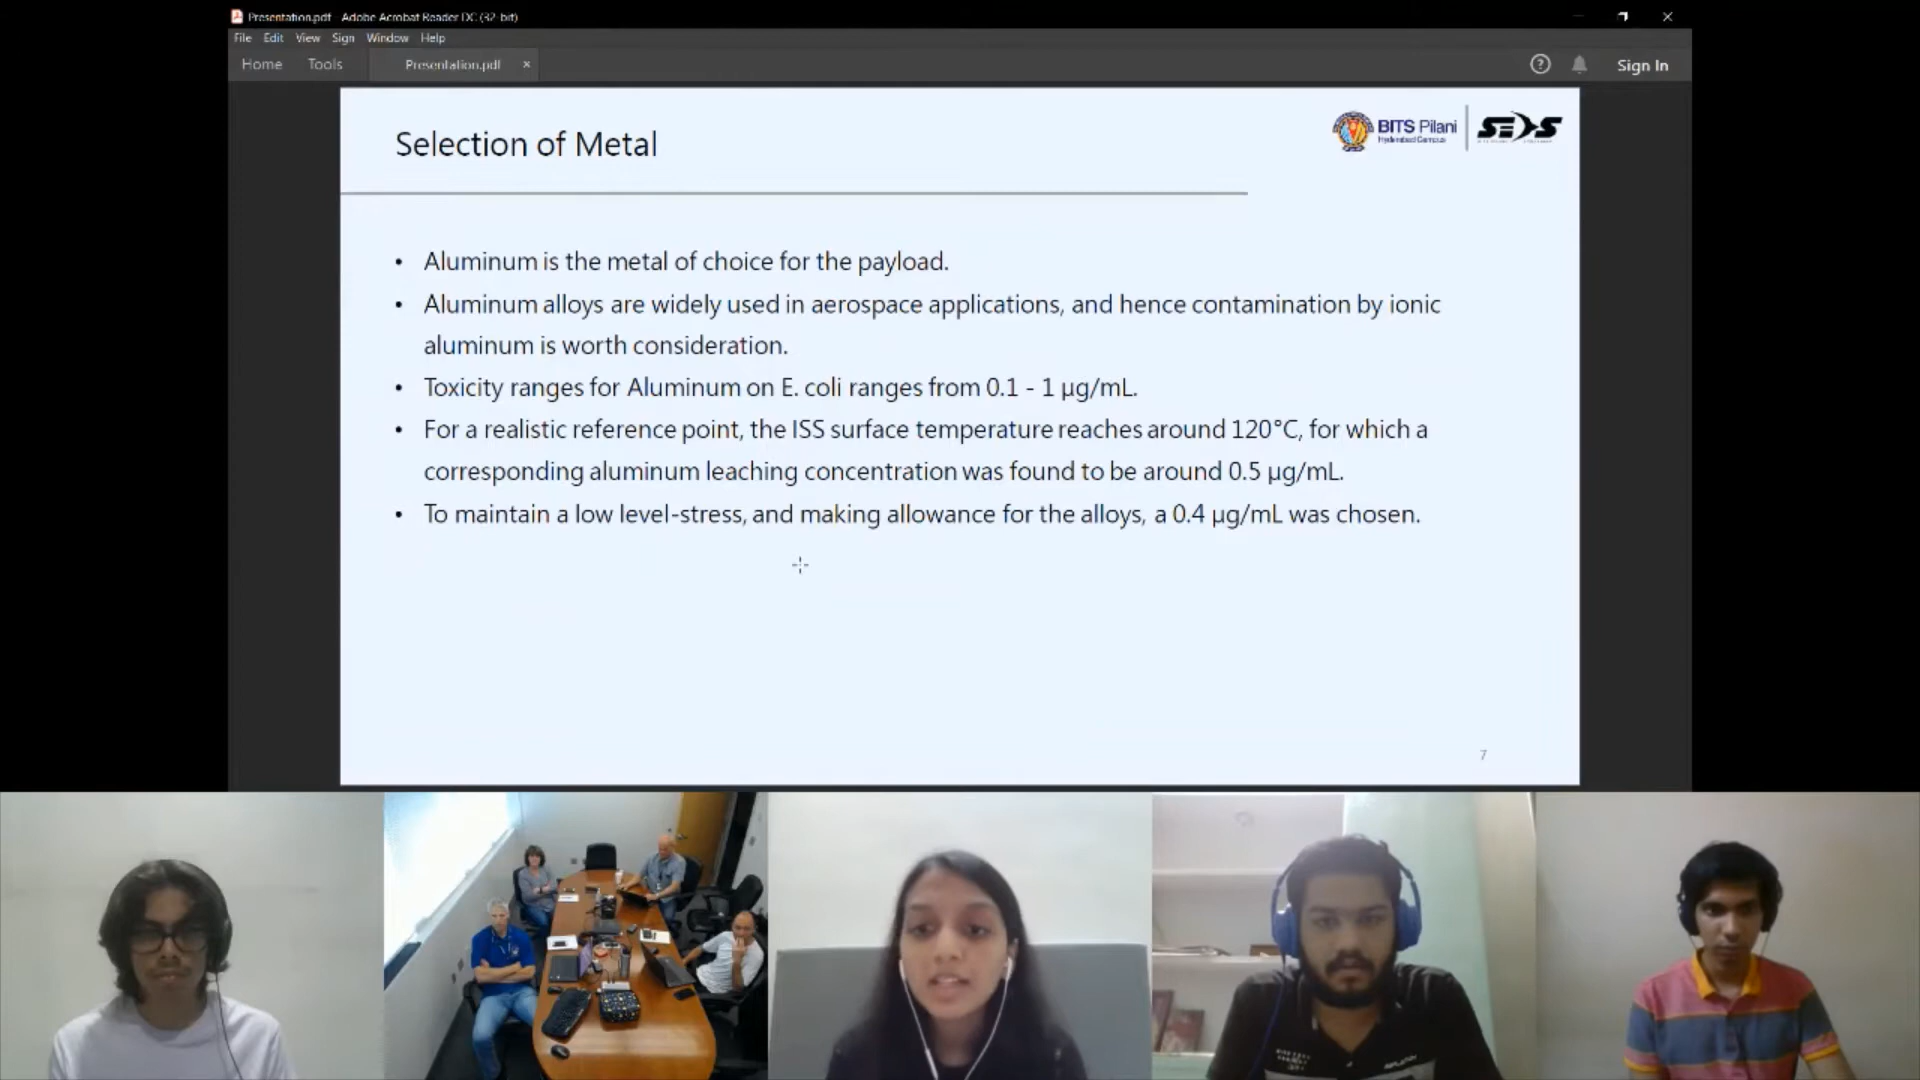 Presentation.pdf - Adobe Acrobat Reader DC (32-bit)
File Edit View Sign Window Help
Home Tools Presentation.pdf × Sign In
Selection of Metal
BITS Pilani
Hyderabad Campus
SEDS
• Aluminum is the metal of choice for the payload.
• Aluminum alloys are widely used in aerospace applications, and hence contamination by ionic
aluminum is worth consideration.
• Toxicity ranges for Aluminum on E. coli ranges from 0.1 - 1 µg/mL.
• For a realistic reference point, the ISS surface temperature reaches around 120°C, for which a
corresponding aluminum leaching concentration was found to be around 0.5 µg/mL.
• To maintain a low level-stress, and making allowance for the alloys, a 0.4 µg/mL was chosen.
7